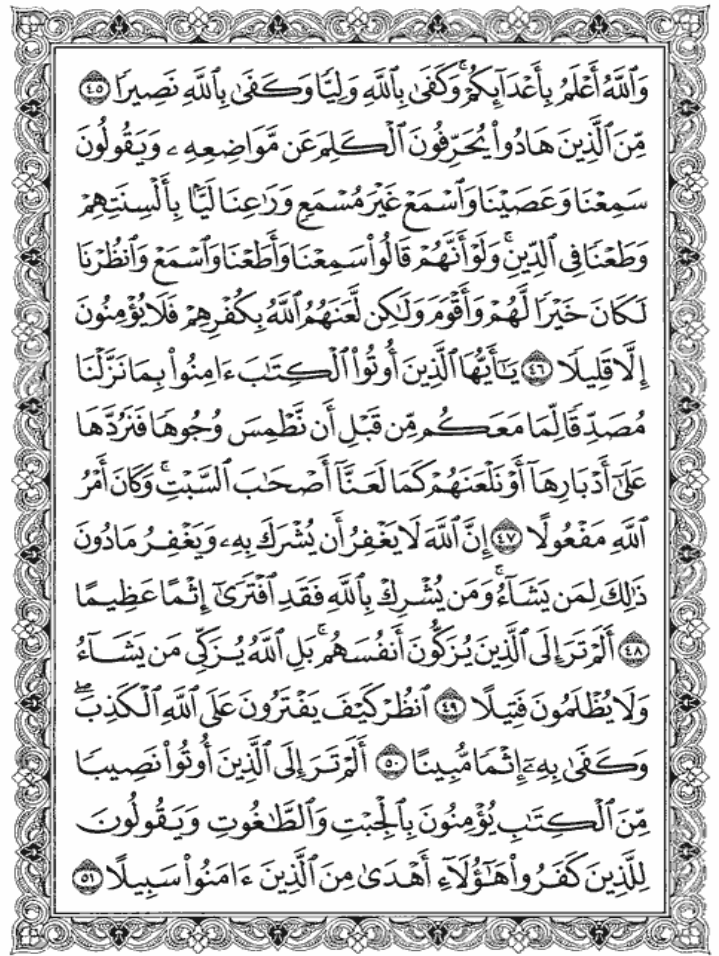 وَٱللَّهُ أَعْلَمُ بِأَعْدَآئِكُمْ ۚ وَكَفَىٰ بِٱللَّهِ وَلِيًّا وَكَفَىٰ بِٱللَّهِ نَصِيرًا ٤٥
مِّنَ ٱلَّذِينَ هَادُوا۟ يُحَرِّفُونَ ٱلْكَلِمَ عَن مَّوَاضِعِهِۦ وَيَقُولُونَ
سَمِعْنَا وَعَصَيْنَا وَٱسْمَعْ غَيْرَ مُسْمَعٍ وَرَٰعِنَا لَيًّۢا بِأَلْسِنَتِهِمْ
وَطَعْنًا فِى ٱلدِّينِ ۚ وَلَوْ أَنَّهُمْ قَالُوا۟ سَمِعْنَا وَأَطَعْنَا وَٱسْمَعْ وَٱنظُرْنَا
لَكَانَ خَيْرًا لَّهُمْ وَأَقْوَمَ وَلَٰكِن لَّعَنَهُمُ ٱللَّهُ بِكُفْرِهِمْ فَلَا يُؤْمِنُونَ
إِلَّا قَلِيلًا ٤٦ يَٰٓأَيُّهَا ٱلَّذِينَ أُوتُوا۟ ٱلْكِتَٰبَ ءَامِنُوا۟ بِمَا نَزَّلْنَا
مُصَدِّقًا لِّمَا مَعَكُم مِّن قَبْلِ أَن نَّطْمِسَ وُجُوهًا فَنَرُدَّهَا
عَلَىٰٓ أَدْبَارِهَآ أَوْ نَلْعَنَهُمْ كَمَا لَعَنَّآ أَصْحَٰبَ ٱلسَّبْتِ ۚ وَكَانَ أَمْرُ
ٱللَّهِ مَفْعُولًا ٤٧ إِنَّ ٱللَّهَ لَا يَغْفِرُ أَن يُشْرَكَ بِهِۦ وَيَغْفِرُ مَا دُونَ
ذَٰلِكَ لِمَن يَشَآءُ ۚ وَمَن يُشْرِكْ بِٱللَّهِ فَقَدِ ٱفْتَرَىٰٓ إِثْمًا عَظِيمًا
٤٨ أَلَمْ تَرَ إِلَى ٱلَّذِينَ يُزَكُّونَ أَنفُسَهُم ۚ بَلِ ٱللَّهُ يُزَكِّى مَن يَشَآءُ
وَلَا يُظْلَمُونَ فَتِيلًا ٤٩ ٱنظُرْ كَيْفَ يَفْتَرُونَ عَلَى ٱللَّهِ ٱلْكَذِبَ ۖ
وَكَفَىٰ بِهِۦٓ إِثْمًا مُّبِينًا ٥٠ أَلَمْ تَرَ إِلَى ٱلَّذِينَ أُوتُوا۟ نَصِيبًا
مِّنَ ٱلْكِتَٰبِ يُؤْمِنُونَ بِٱلْجِبْتِ وَٱلطَّٰغُوتِ وَيَقُولُونَ
لِلَّذِينَ كَفَرُوا۟ هَٰٓؤُلَآءِ أَهْدَىٰ مِنَ ٱلَّذِينَ ءَامَنُوا۟ سَبِيلًا ٥١